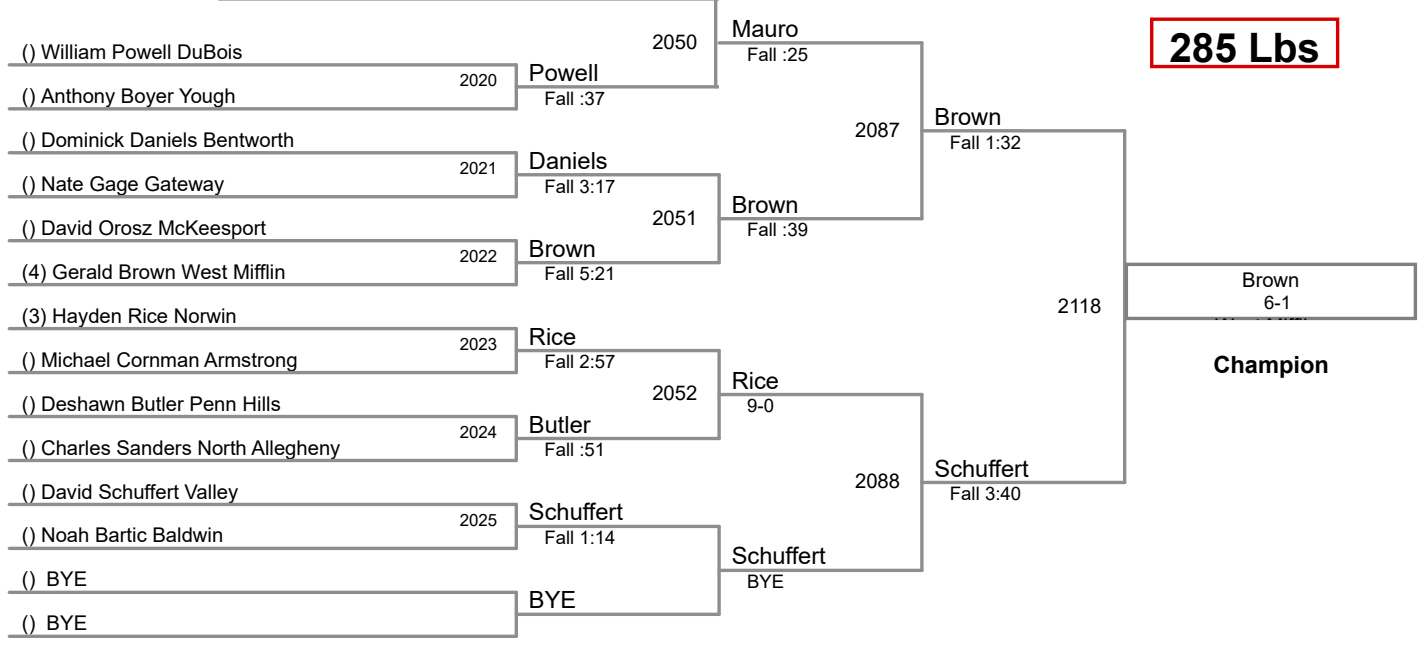 285 Lbs
() William Powell DuBois
2020
() Anthony Boyer Yough
Powell
Fall :37
2050
Mauro
Fall :25
() Dominick Daniels Bentworth
2021
() Nate Gage Gateway
Daniels
Fall 3:17
() David Orosz McKeesport
2022
(4) Gerald Brown West Mifflin
Brown
Fall 5:21
2051
Brown
Fall :39
2087
Brown
Fall 1:32
(3) Hayden Rice Norwin
2023
() Michael Cornman Armstrong
Rice
Fall 2:57
() Deshawn Butler Penn Hills
2024
() Charles Sanders North Allegheny
Butler
Fall :51
2052
Rice
9-0
() David Schuffert Valley
2025
() Noah Bartic Baldwin
Schuffert
Fall 1:14
() BYE
() BYE
BYE
Schuffert
BYE
2088
Schuffert
Fall 3:40
2118
Brown
6-1
Champion